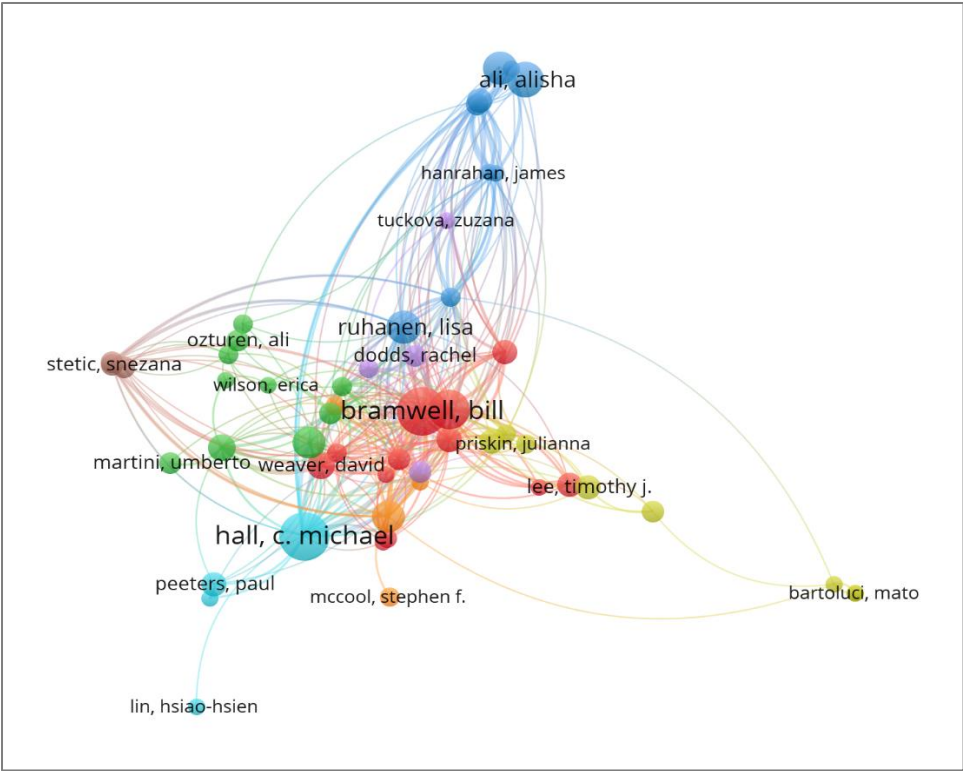 ali, alisha
hanrahan, james
tuckova, zuzana
ruhanen, lisa
ozturen, ali
dodds, rachel
stetic, snezana
wilson, erica
bramwell, bill
priskin, julianna
martini, umberto
weaver, david
lee, timothy j.
hall, c. michael
peeters, paul
mccool, stephen f.
bartoluci, mato
lin, hsiao-hsien